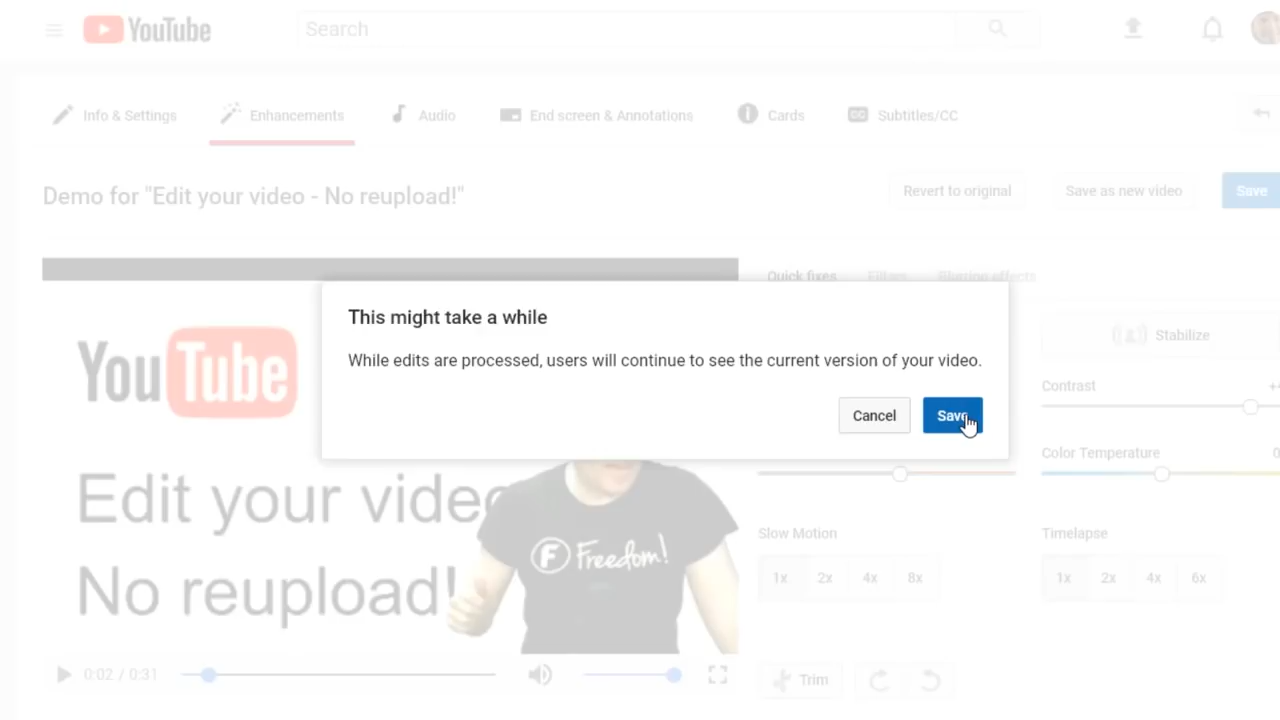 YouTube
Search
Info & Settings
Enhancements
Audio
End screen & Annotations
Cards
CC
Subtitles/CC
Demo for "Edit your video - No reupload!"
Revert to original
Save as new video
Save
Quick fixes
Filters
Blurring effects
This might take a while
While edits are processed, users will continue to see the current version of your video.
Cancel
Save
YouTube
Edit your video
No reupload!
F Freedom!
Stabilize
Contrast
Color Temperature
Slow Motion
Timelapse
1x 2x 4x 8x
1x 2x 4x 6x
0:02 / 0:31
Trim